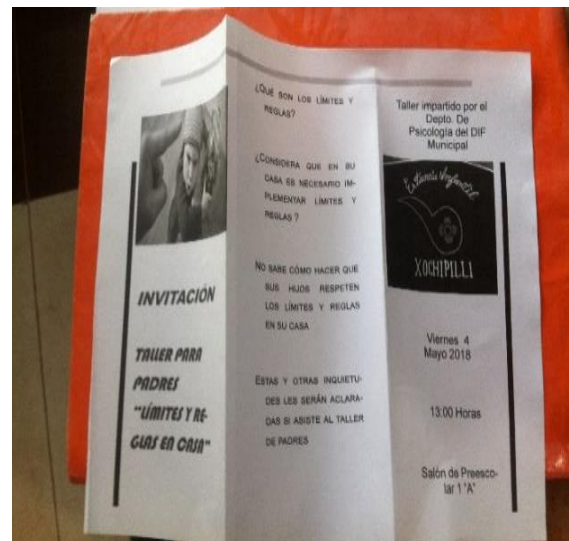 INVITACIÓN
TALLER PARA
PADRES
"LÍMITES Y RE-
GLAS EN CASA"
¿QUÉ SON LOS LÍMITES Y
REGLAS?
¿CONSIDERA QUE EN SU
CASA ES NECESARIO IM-
PLEMENTAR LÍMITES Y
REGLAS ?
NO SABE CÓMO HACER QUE
SUS HIJOS RESPETEN
LOS LÍMITES Y REGLAS
EN SU CASA
ESTAS Y OTRAS INQUIETU-
DES LES SERÁN ACLARA-
DAS SI ASISTE AL TALLER
DE PADRES
Taller impartido por el
Depto. De
Psicología del DIF
Municipal
Estancia Infantil
XOCHIPILLI
Viernes 4
Mayo 2018
13:00 Horas
Salón de Preesco-
lar 1 "A"